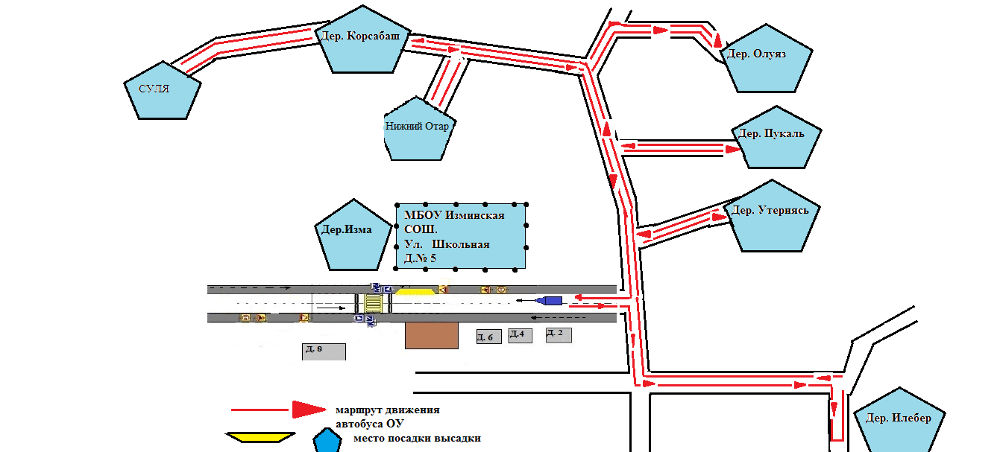 Дер. Корсабаш
СУЛЯ
Нижний Отар
Дер. Олуяз
Дер. Пукаль
Дер. Утернясь
Дер.Изма
МБОУ Изминская
СОШ.
Ул. Школьная
Д.№ 5
Д. 8
Д. 6
Д.4
Д. 2
Дер. Илебер
маршрут движения
автобуса ОУ
место посадки высадки